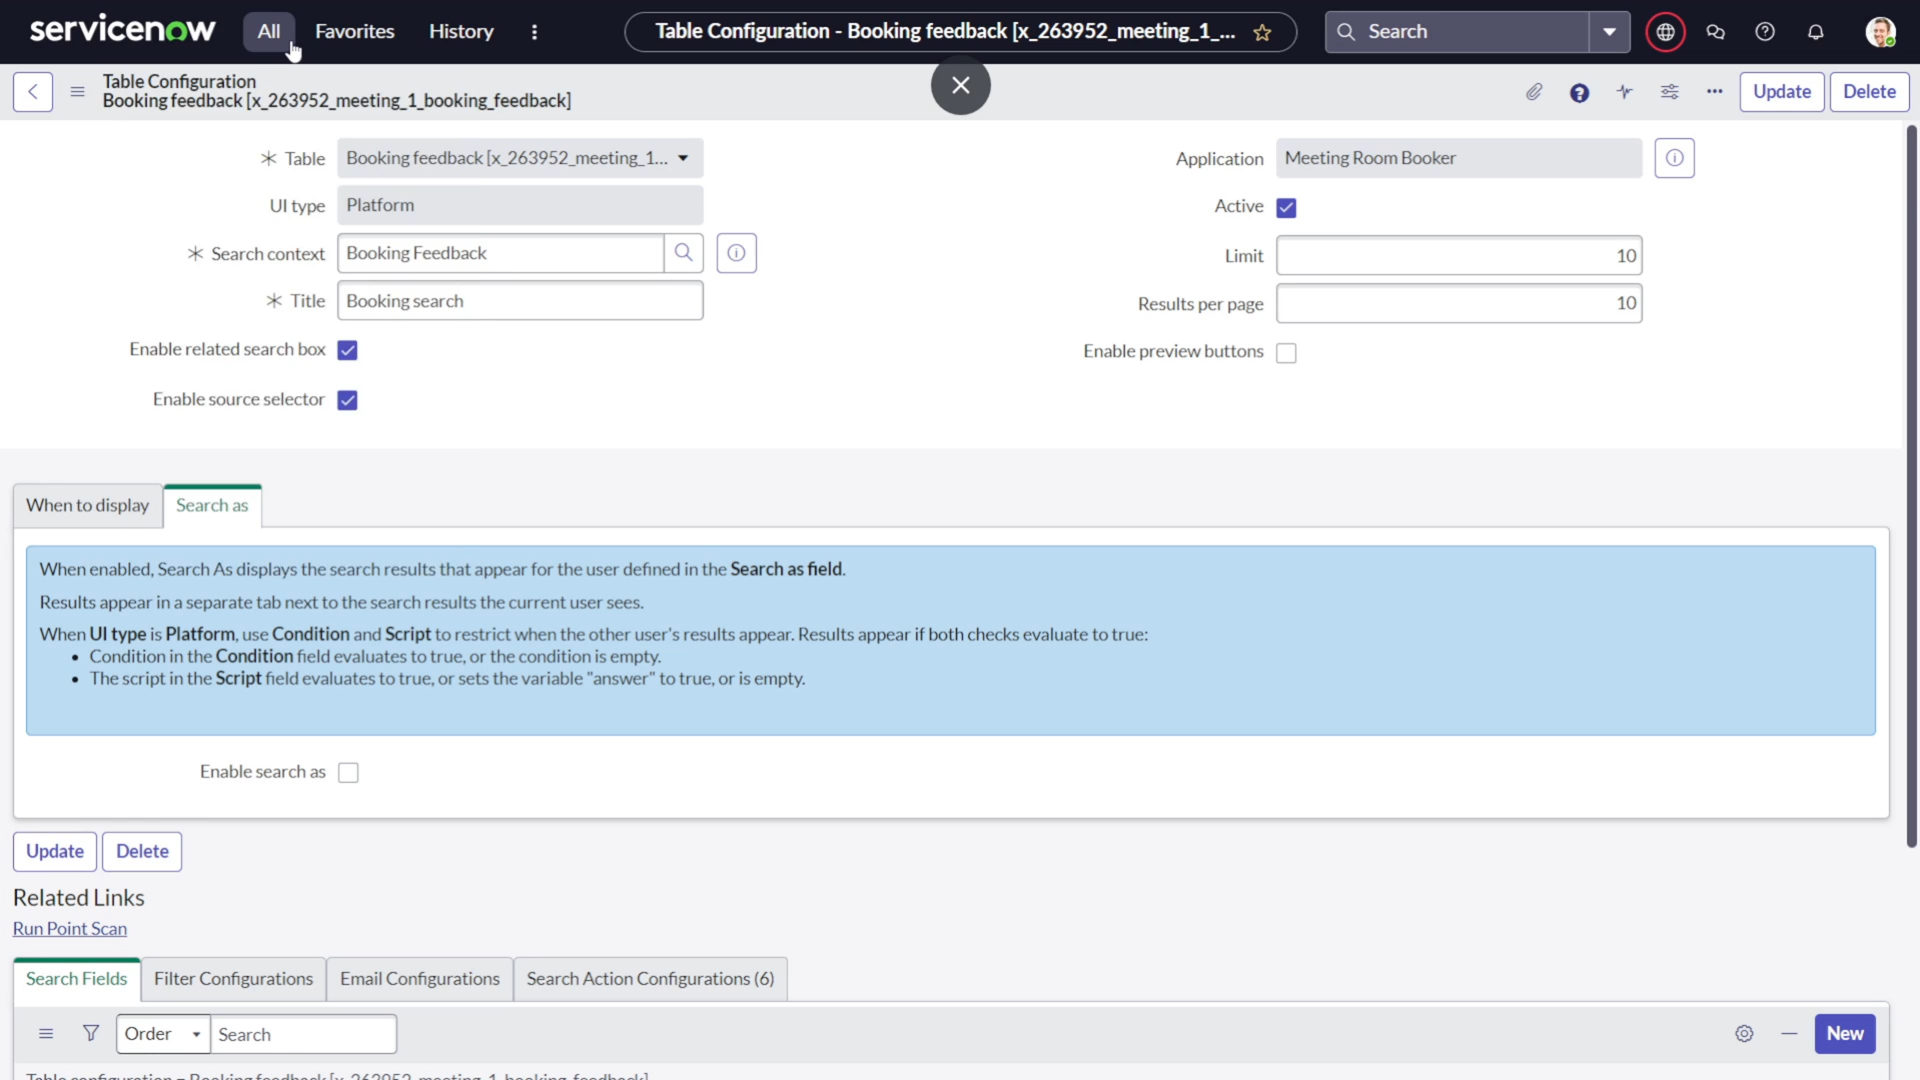 servicenow All Favorites History Table Configuration - Booking feedback [x_263952_meeting_1_... Search
Table Configuration
Booking feedback [x_263952_meeting_1_booking_feedback]
Update Delete
Table Booking feedback [x_263952_meeting_1...
Application Meeting Room Booker
UI type Platform
Active
Search context Booking Feedback
Limit 10
Title Booking search
Results per page 10
Enable related search box
Enable preview buttons
Enable source selector
When to display Search as
When enabled, Search As displays the search results that appear for the user defined in the Search as field.
Results appear in a separate tab next to the search results the current user sees.
When UI type is Platform, use Condition and Script to restrict when the other user's results appear. Results appear if both checks evaluate to true:
• Condition in the Condition field evaluates to true, or the condition is empty.
• The script in the Script field evaluates to true, or sets the variable "answer" to true, or is empty.
Enable search as
Update Delete
Related Links
Run Point Scan
Search Fields Filter Configurations Email Configurations Search Action Configurations (6)
Order Search New
Table configuration = Booking feedback [x_263952_meeting_1_booking_feedback]